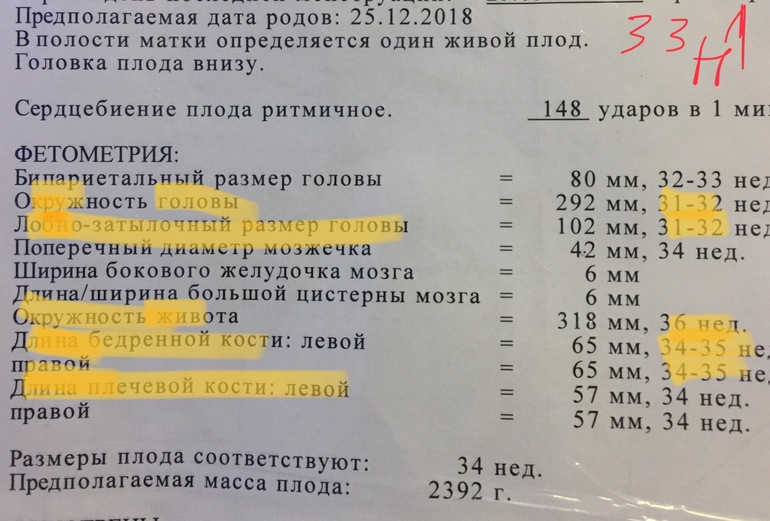 Предполагаемая дата родов: 25.12.2018
В полости матки определяется один живой плод.
Головка плода внизу.
33 н 1
Сердцебиение плода ритмичное. 148 ударов в 1 ми
ФЕТОМЕТРИЯ:
Бипариетальный размер головы = 80 мм, 32-33 нед
Окружность головы = 292 мм, 31-32 нед
Лобно-затылочный размер головы = 102 мм, 31-32 нед
Поперечный диаметр мозжечка = 42 мм, 34 нед.
Ширина бокового желудочка мозга = 6 мм
Длина/ширина большой цистерны мозга = 6 мм
Окружность живота = 318 мм, 36 нед.
Длина бедренной кости: левой = 65 мм, 34-35 не
правой = 65 мм, 34-35 не
Длина плечевой кости: левой = 57 мм, 34 нед.
правой = 57 мм, 34 нед.
Размеры плода соответствуют: 34 нед.
Предполагаемая масса плода: 2392 г.